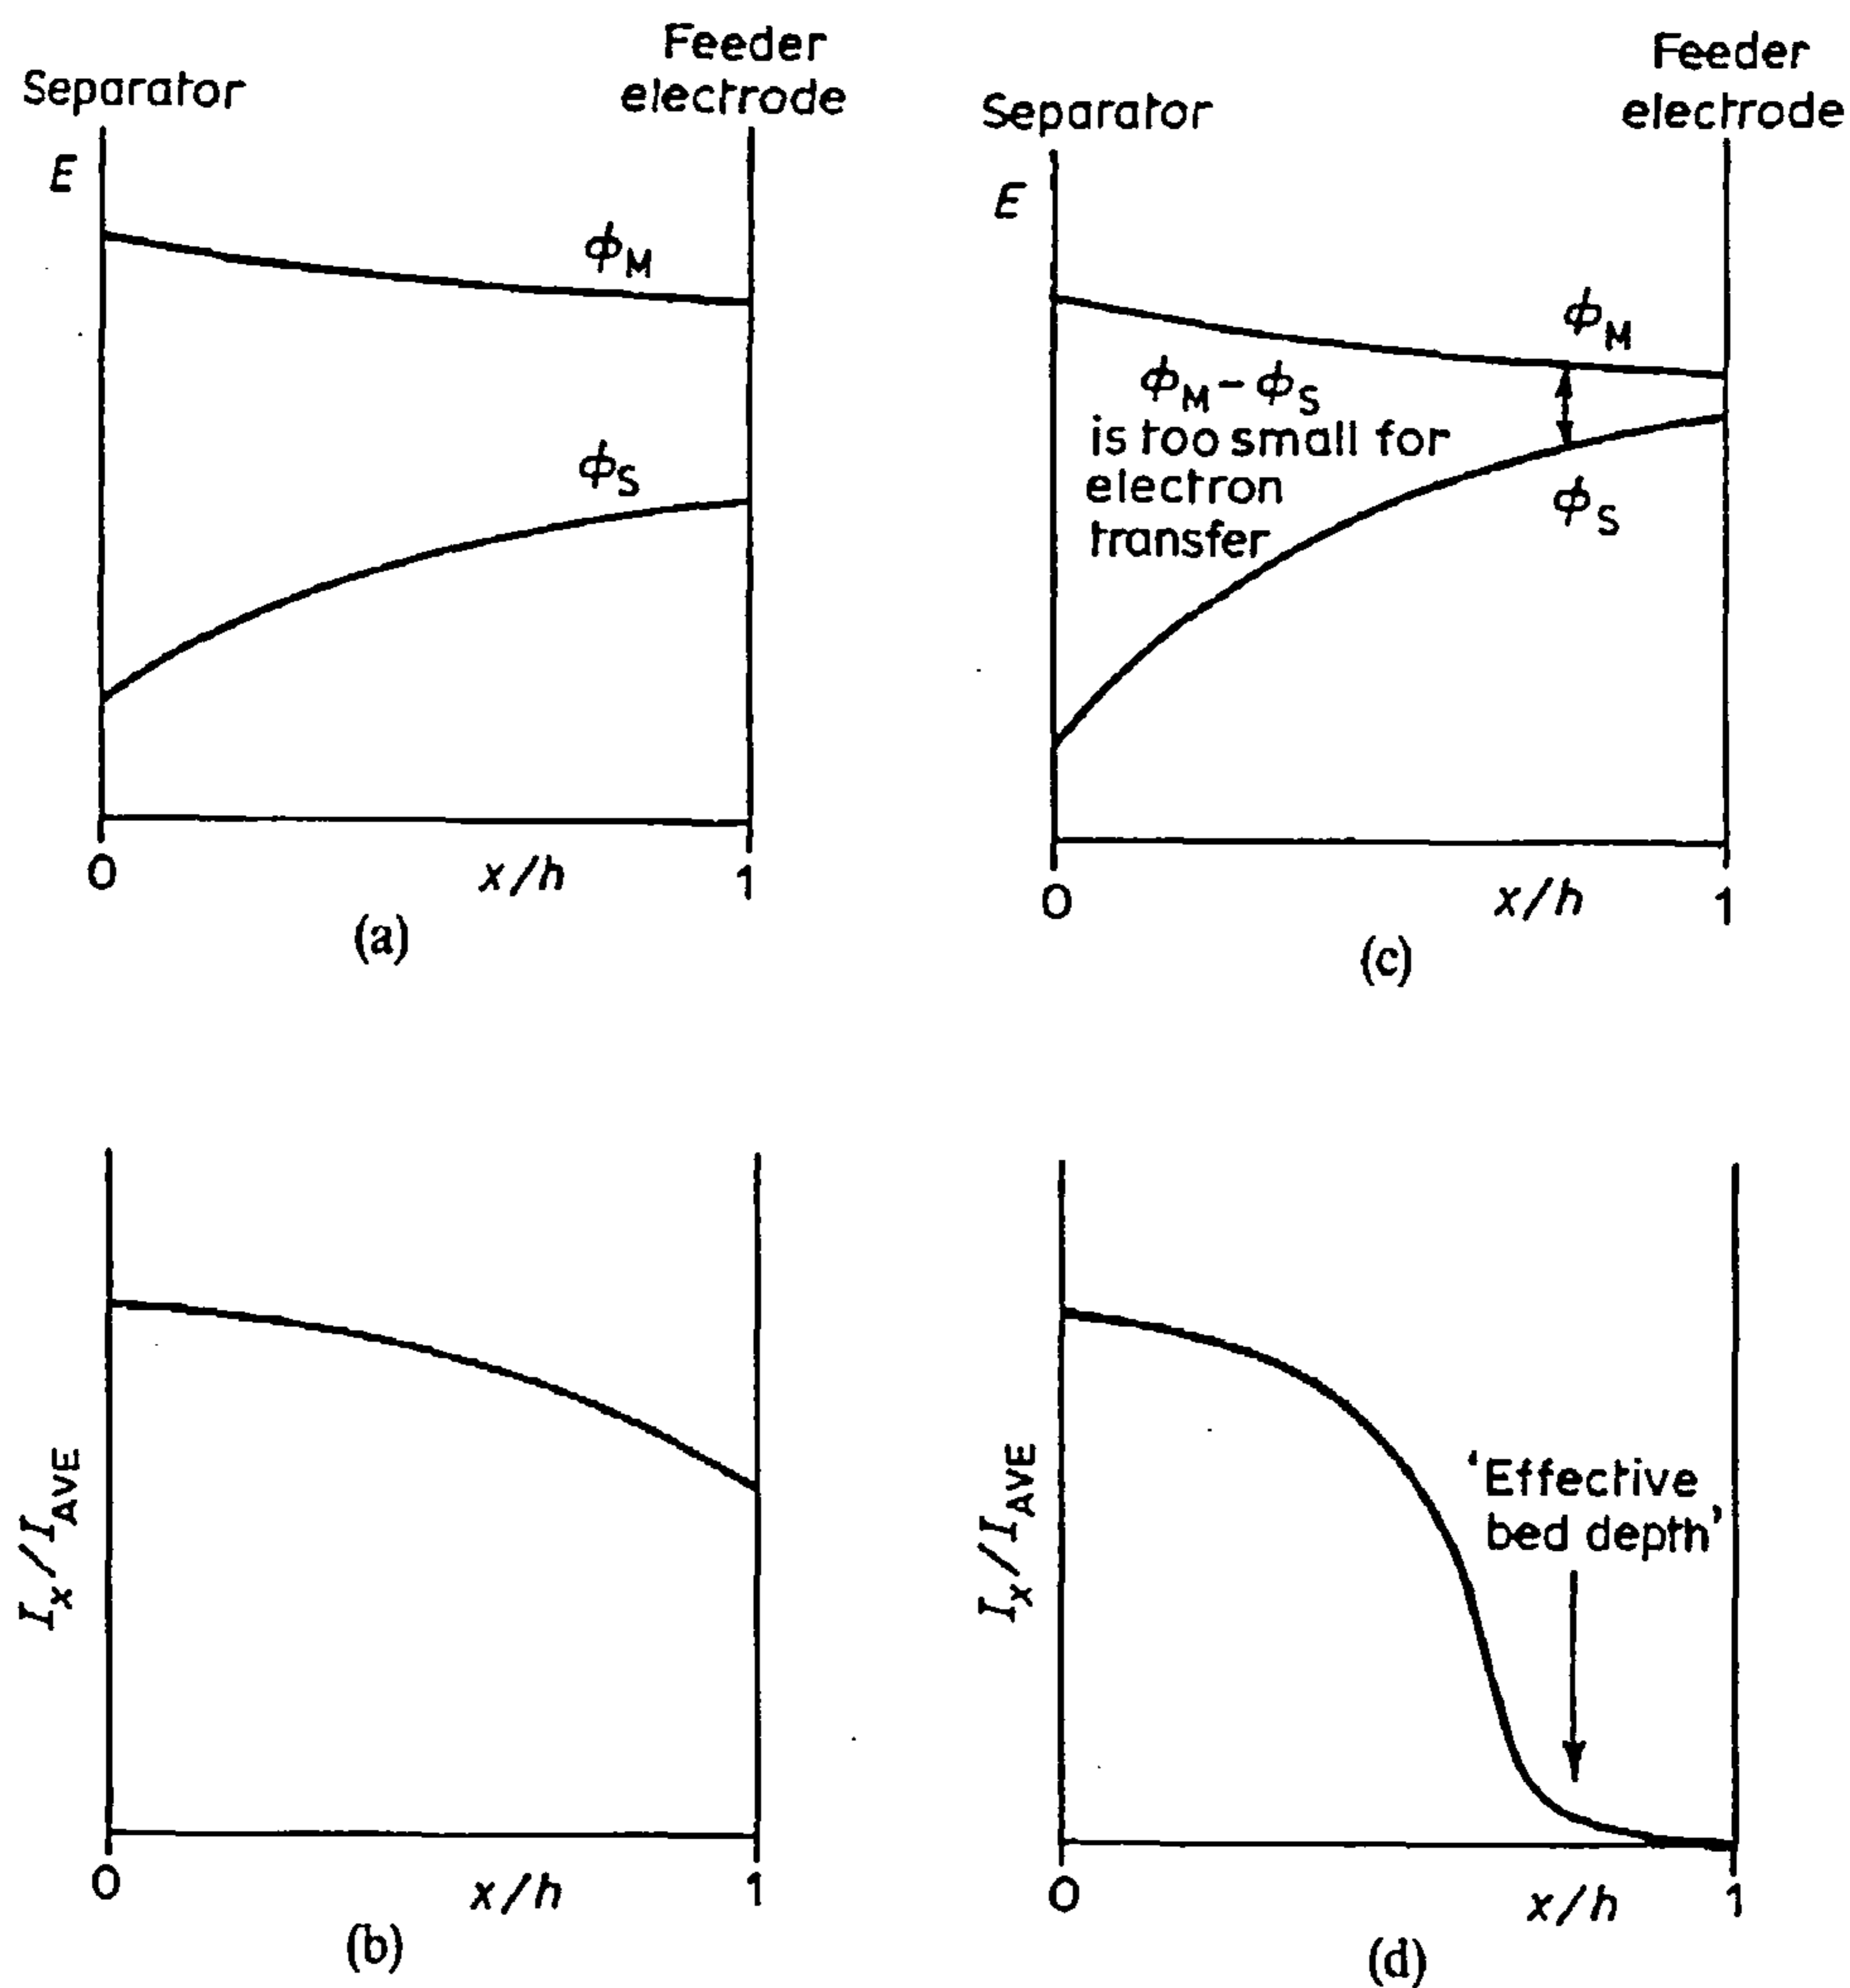 Separator
Feeder
electrode
E
ϕM
ϕS
0
x/h
1
(a)
Separator
Feeder
electrode
E
ϕM
ϕM − ϕS
is too small for
electron
transfer
ϕS
0
x/h
1
(c)
Ix/IAVE
0
x/h
1
(b)
Ix/IAVE
'Effective
bed depth'
0
x/h
1
(d)